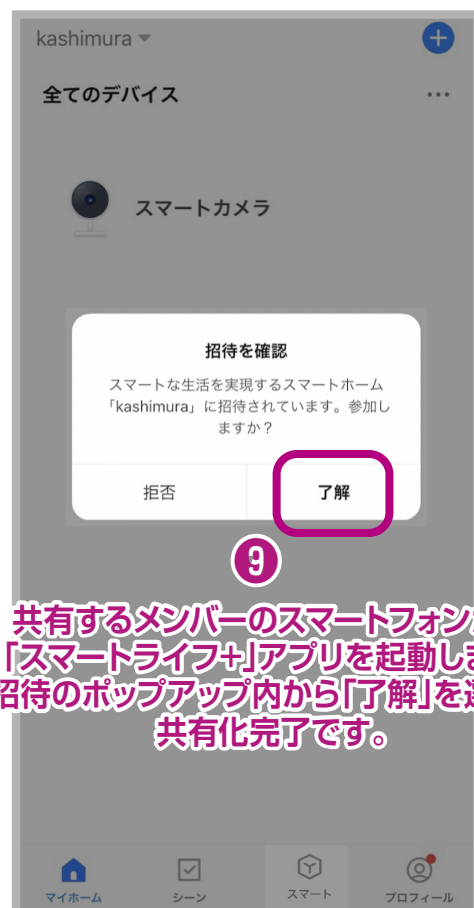 kashimura
全てのデバイス
スマートカメラ
招待を確認
スマートな生活を実現するスマートホーム
「kashimura」に招待されています。参加し
ますか？
拒否
了解
9
共有するメンバーのスマートフォン
「スマートライフ+」アプリを起動し
招待のポップアップ内から「了解」を
共有化完了です。
マイホーム
シーン
スマート
プロフィール